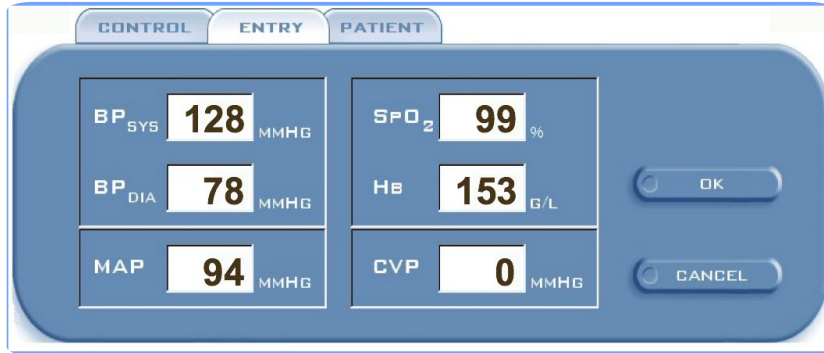 CONTROL ENTRY PATIENT
BPSYS 128 MMHG
SPO2 99 %
BPDIA 78 MMHG
HB 153 G/L
OK
MAP 94 MMHG
CVP 0 MMHG
CANCEL